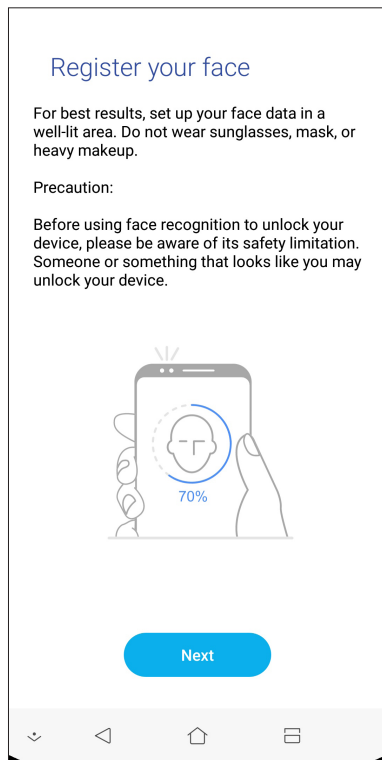 Register your face
For best results, set up your face data in a
well-lit area. Do not wear sunglasses, mask, or
heavy makeup.
Precaution:
Before using face recognition to unlock your
device, please be aware of its safety limitation.
Someone or something that looks like you may
unlock your device.
70%
Next